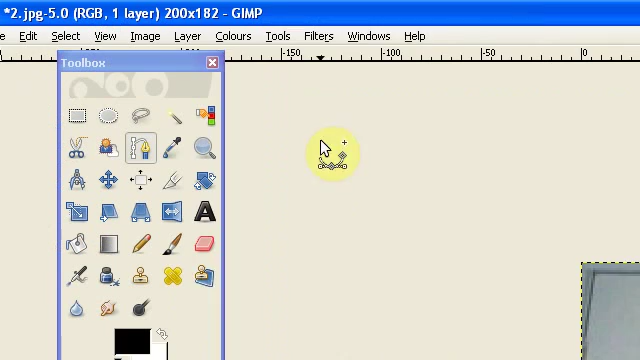 *2.jpg-5.0 (RGB, 1 layer) 200x182 - GIMP
Edit Select View Image Layer Colours Tools Filters Windows Help
-150 -100 -50 0
Toolbox